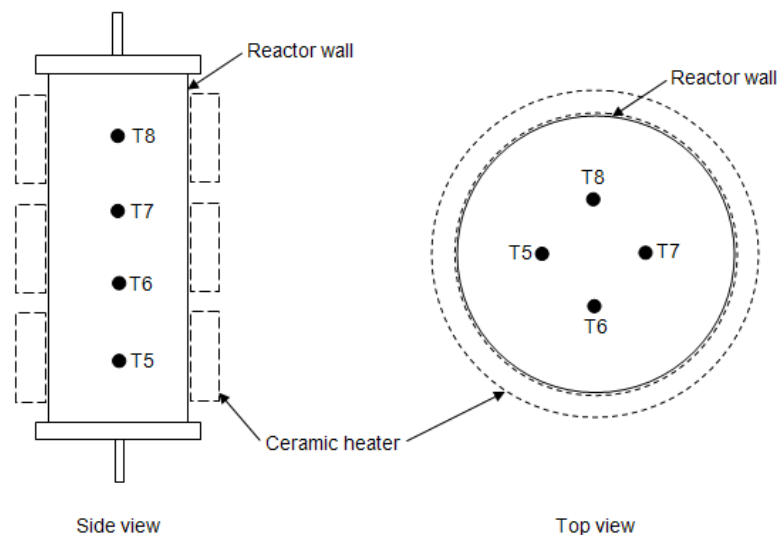 Reactor wall
T8
T7
T6
T5
Ceramic heater
Side view
Reactor wall
T8
T5
T7
T6
Top view